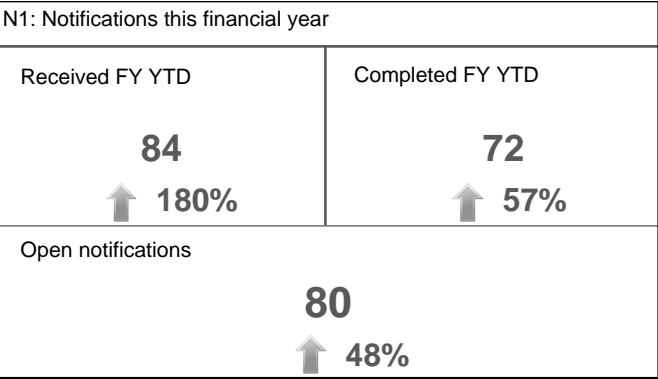 N1: Notifications this financial year
Received FY YTD
84
180%
Completed FY YTD
72
57%
Open notifications
80
48%